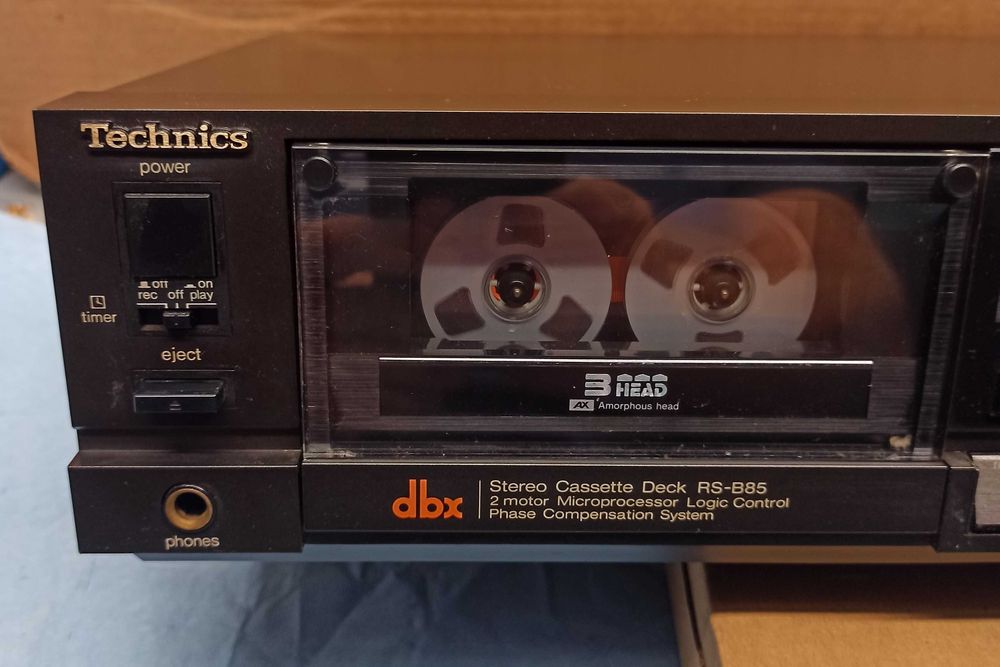 Technics
power
off on
rec off play
timer
eject
phones
3 HEAD
AX Amorphous head
dbx
Stereo Cassette Deck RS-B85
2 motor Microprocessor Logic Control
Phase Compensation System